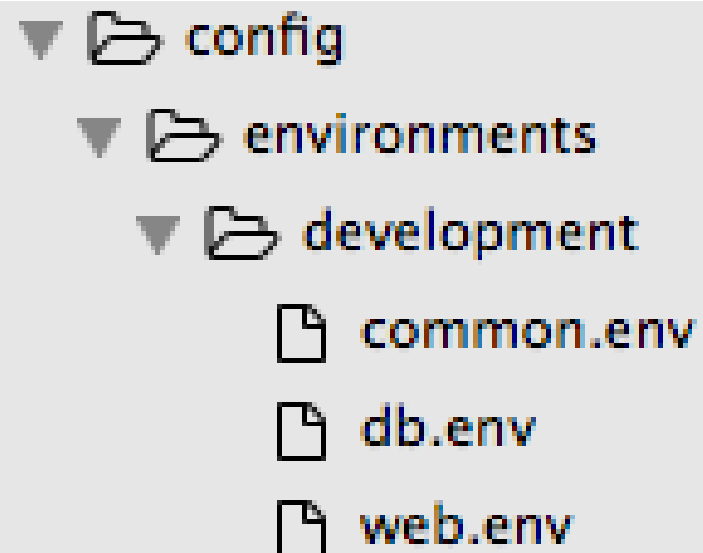 config
environments
development
common.env
db.env
web.env